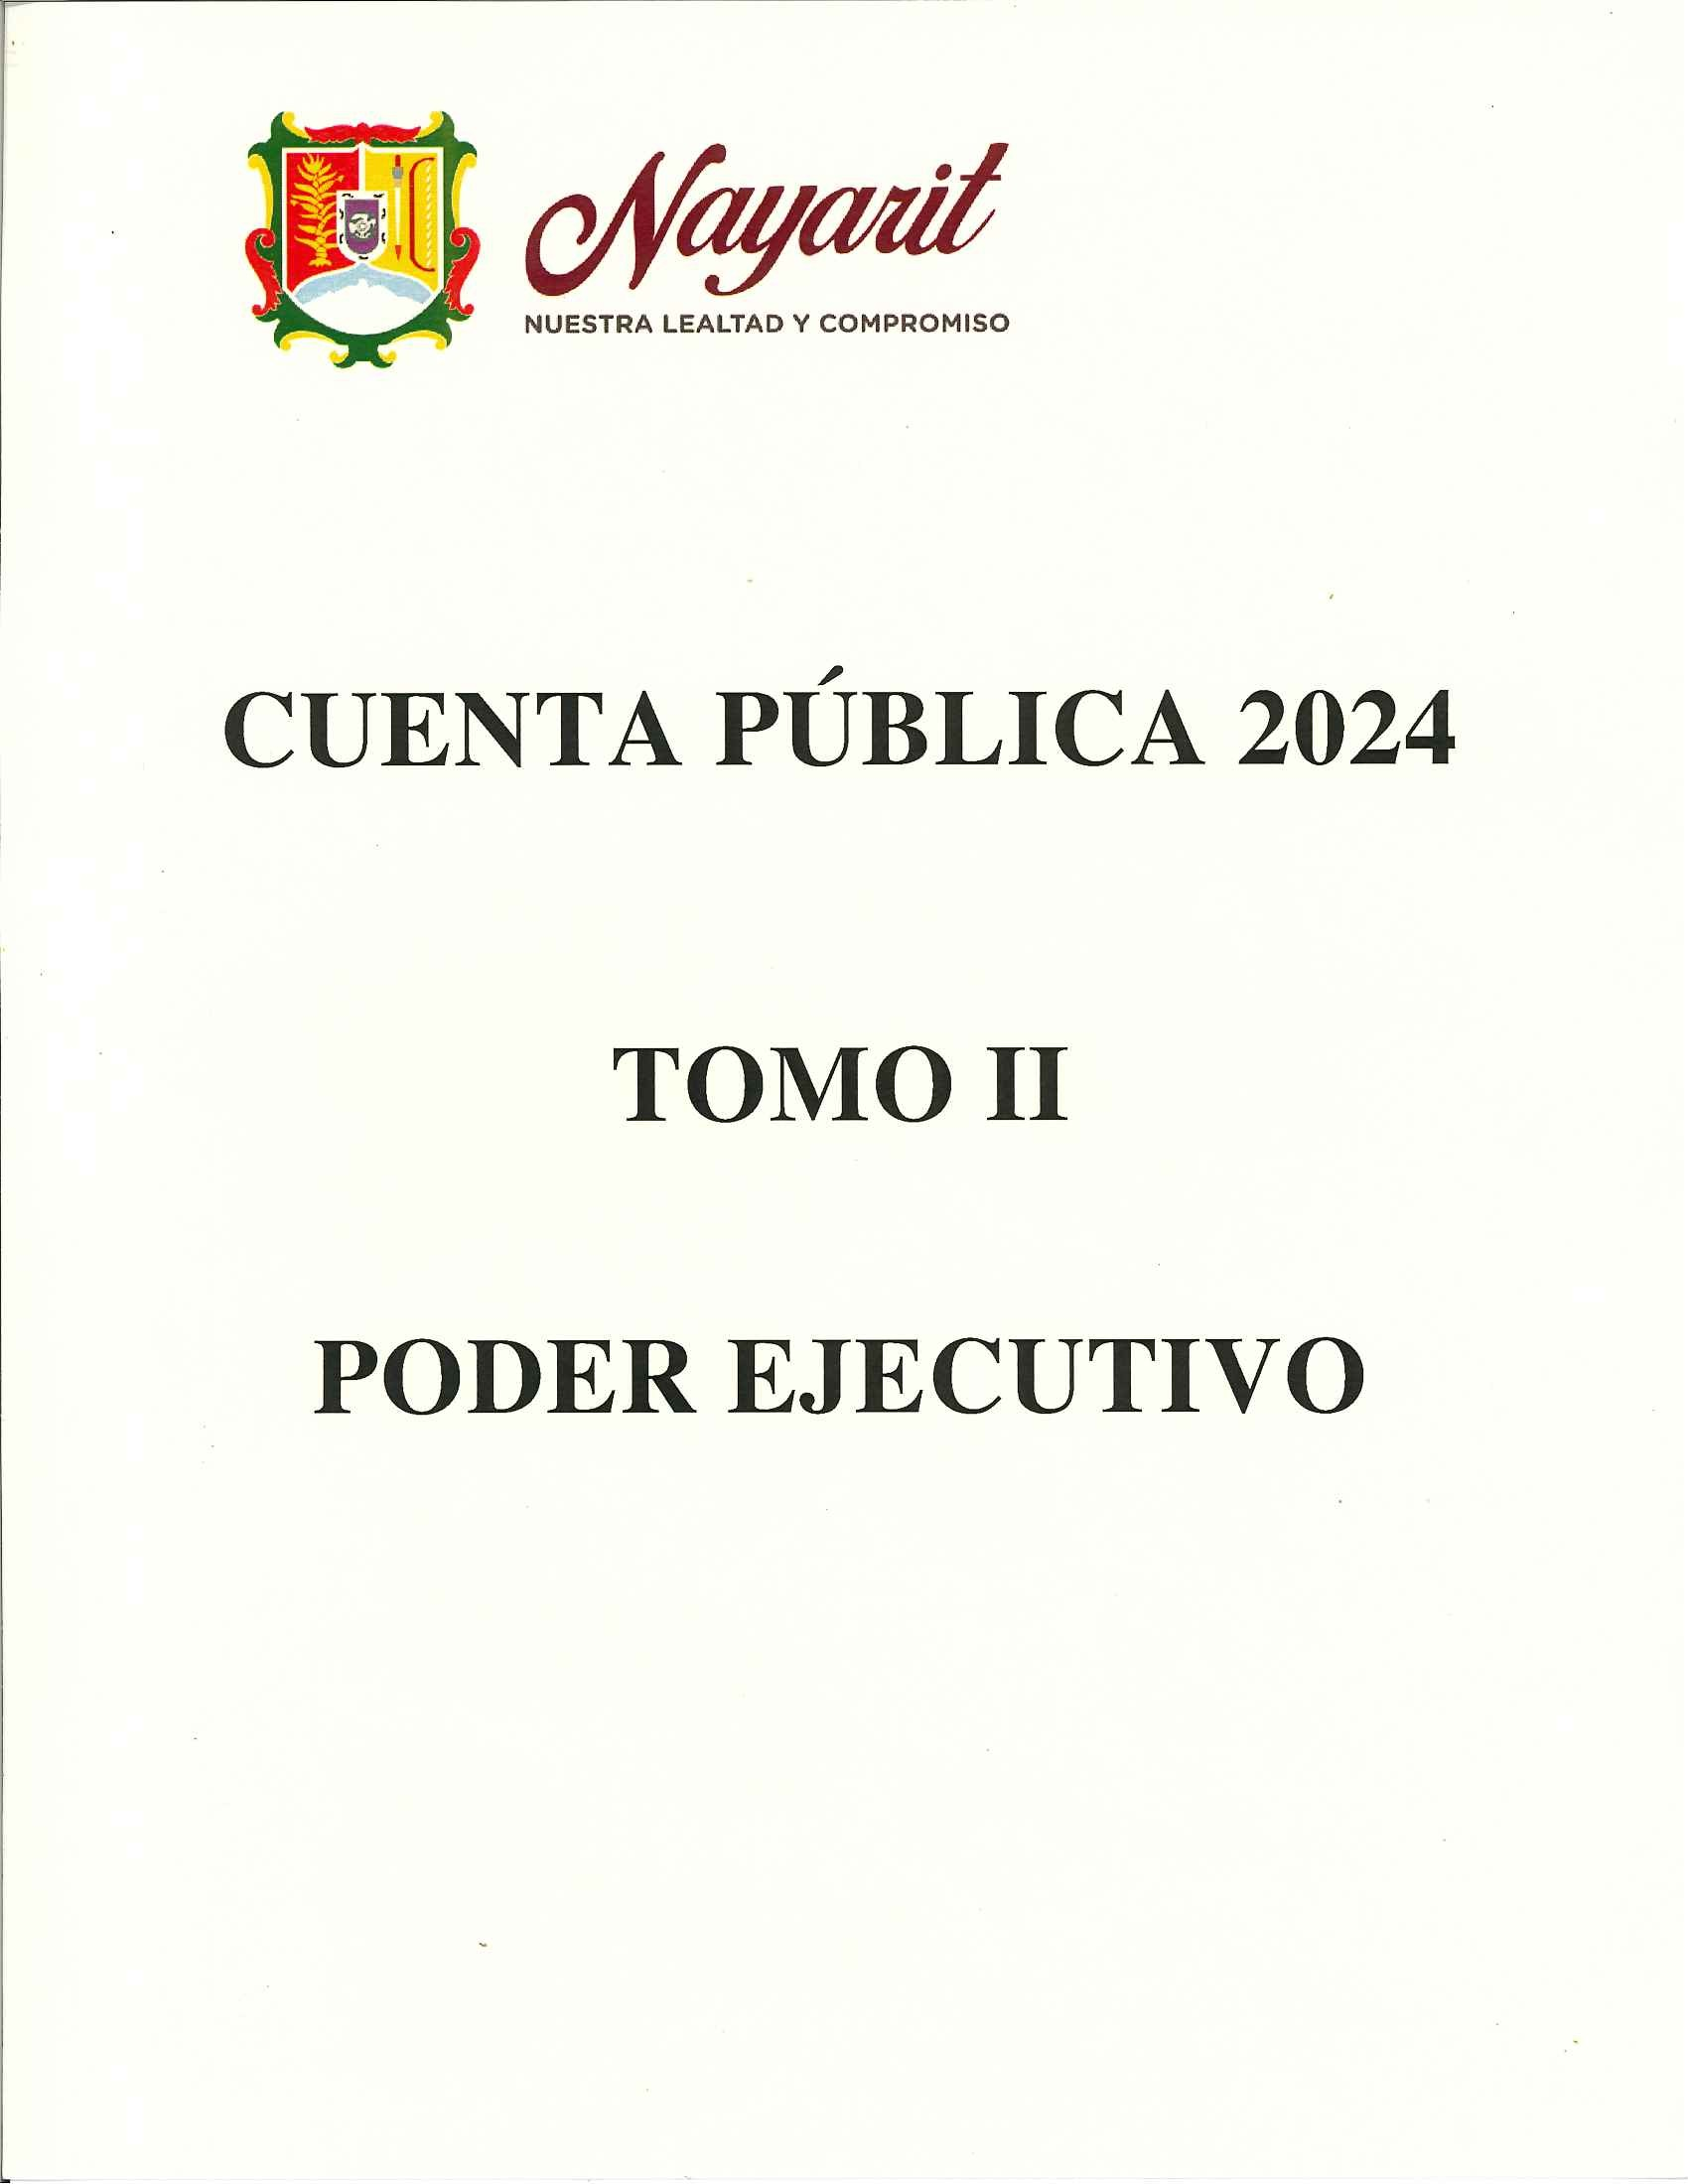 Nayarit
NUESTRA LEALTAD Y COMPROMISO
CUENTA PÚBLICA 2024
TOMO II
PODER EJECUTIVO